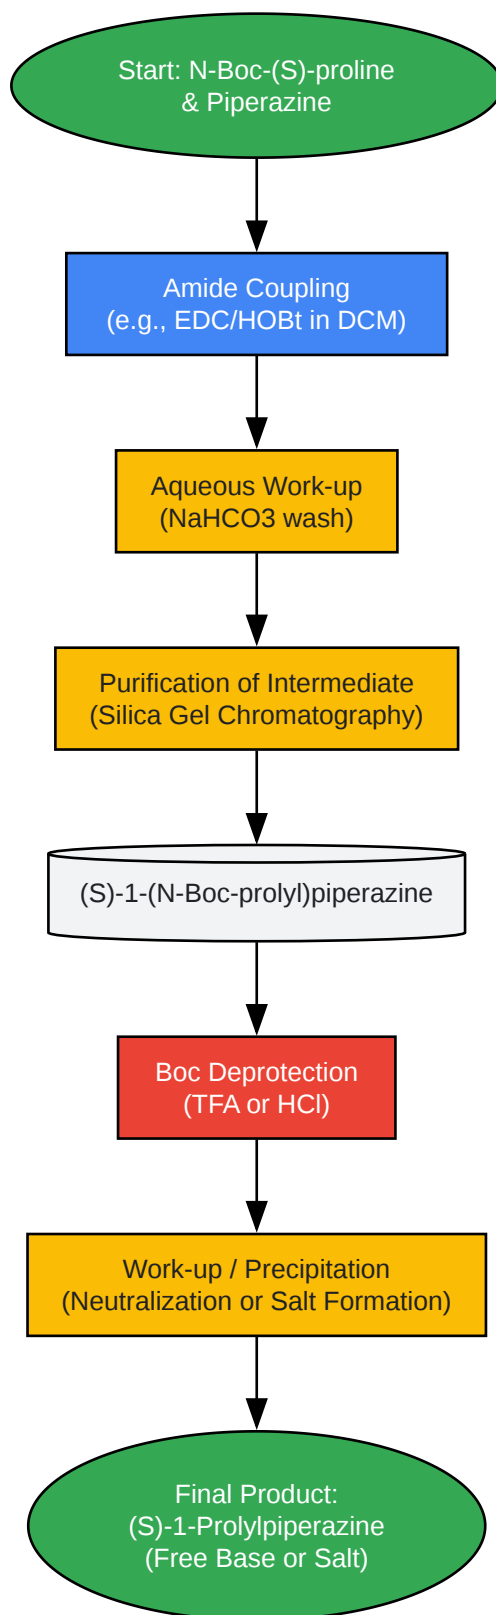 Start: N-Boc-(S)-proline
& Piperazine
Amide Coupling
(e.g., EDC/HOBt in DCM)
Aqueous Work-up
(NaHCO3 wash)
Purification of Intermediate
(Silica Gel Chromatography)
(S)-1-(N-Boc-prolyl)piperazine
Boc Deprotection
(TFA or HCl)
Work-up / Precipitation
(Neutralization or Salt Formation)
Final Product:
(S)-1-Prolylpiperazine
(Free Base or Salt)